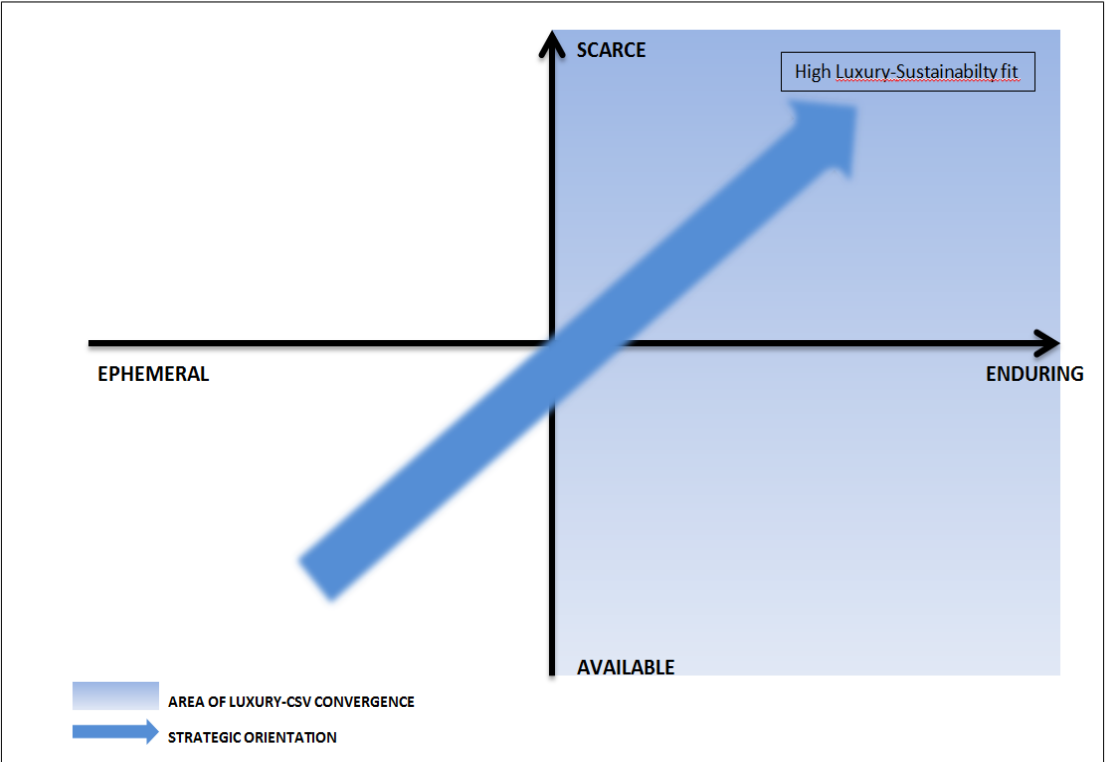 SCARCE
High Luxury-Sustainabilty fit
EPHEMERAL
ENDURING
AVAILABLE
AREA OF LUXURY-CSV CONVERGENCE
STRATEGIC ORIENTATION